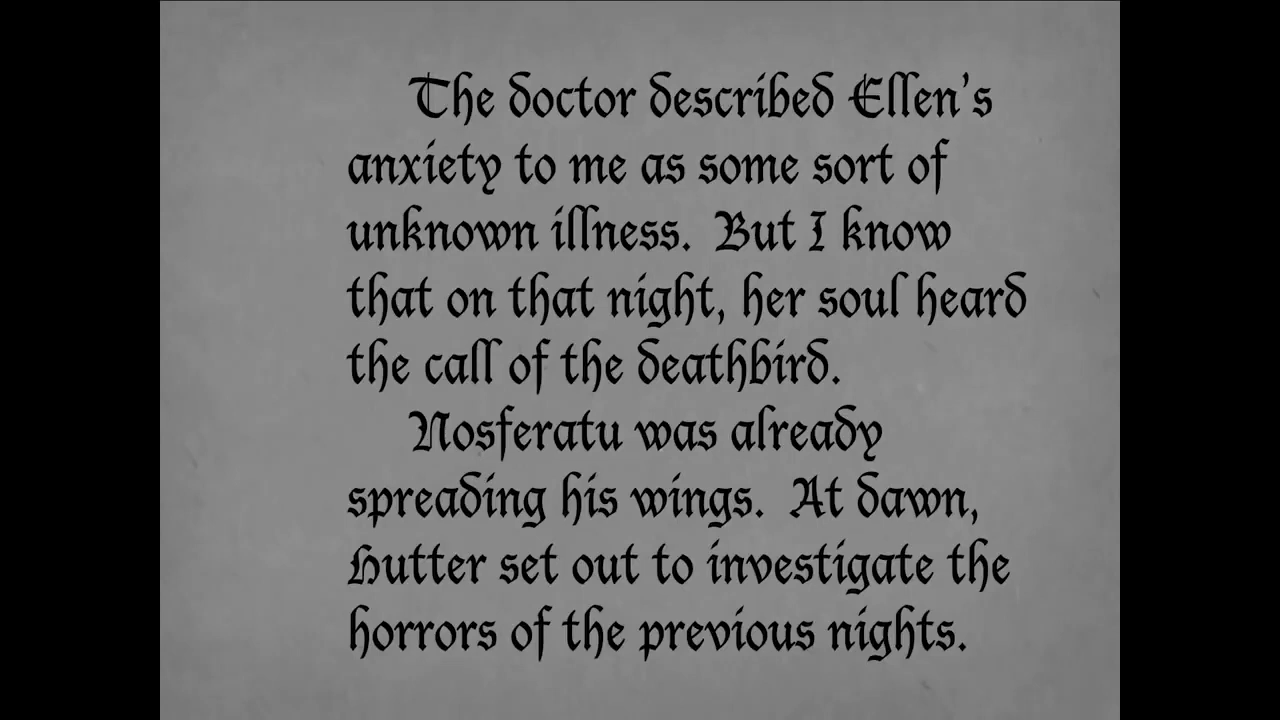 The doctor described Ellen's
anxiety to me as some sort of
unknown illness. But I know
that on that night, her soul heard
the call of the deathbird.
Nosferatu was already
spreading his wings. At dawn,
Hutter set out to investigate the
horrors of the previous nights.